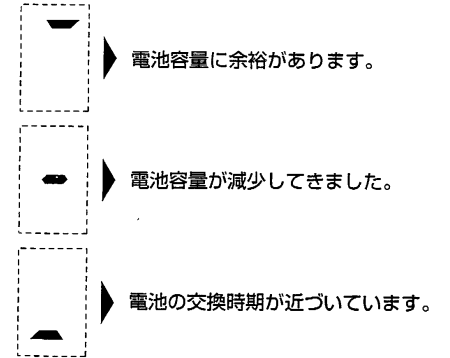 電池容量に余裕があります。
電池容量が減少してきました。
電池の交換時期が近づいています。